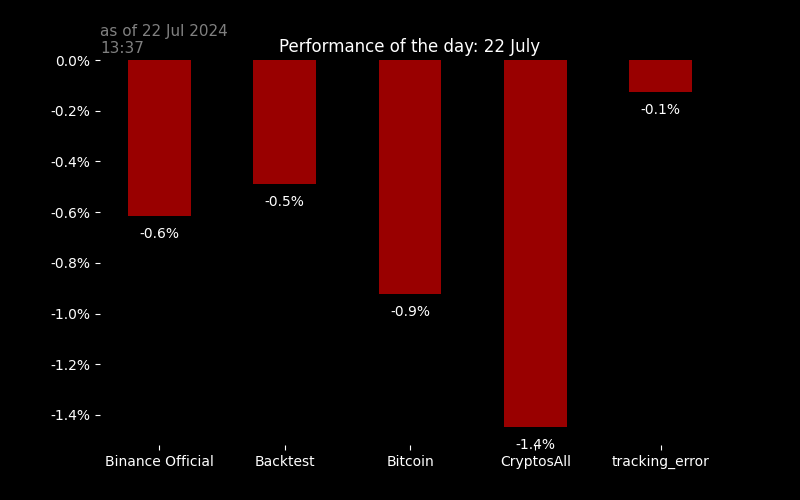 as of 22 Jul 2024
13:37
Performance of the day: 22 July
0.0%
-0.2%
-0.4%
-0.6%
-0.8%
-1.0%
-1.2%
-1.4%
-0.6%
-0.5%
-0.9%
-1.4%
-0.1%
Binance Official
Backtest
Bitcoin
CryptosAll
tracking_error